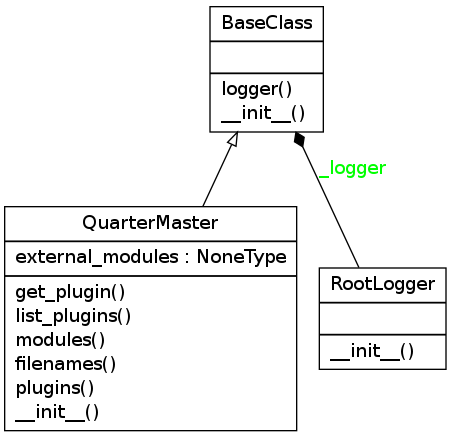 BaseClass
logger()
__init__()
_logger
QuarterMaster
external_modules : NoneType
get_plugin()
list_plugins()
modules()
filenames()
plugins()
__init__()
RootLogger
__init__()